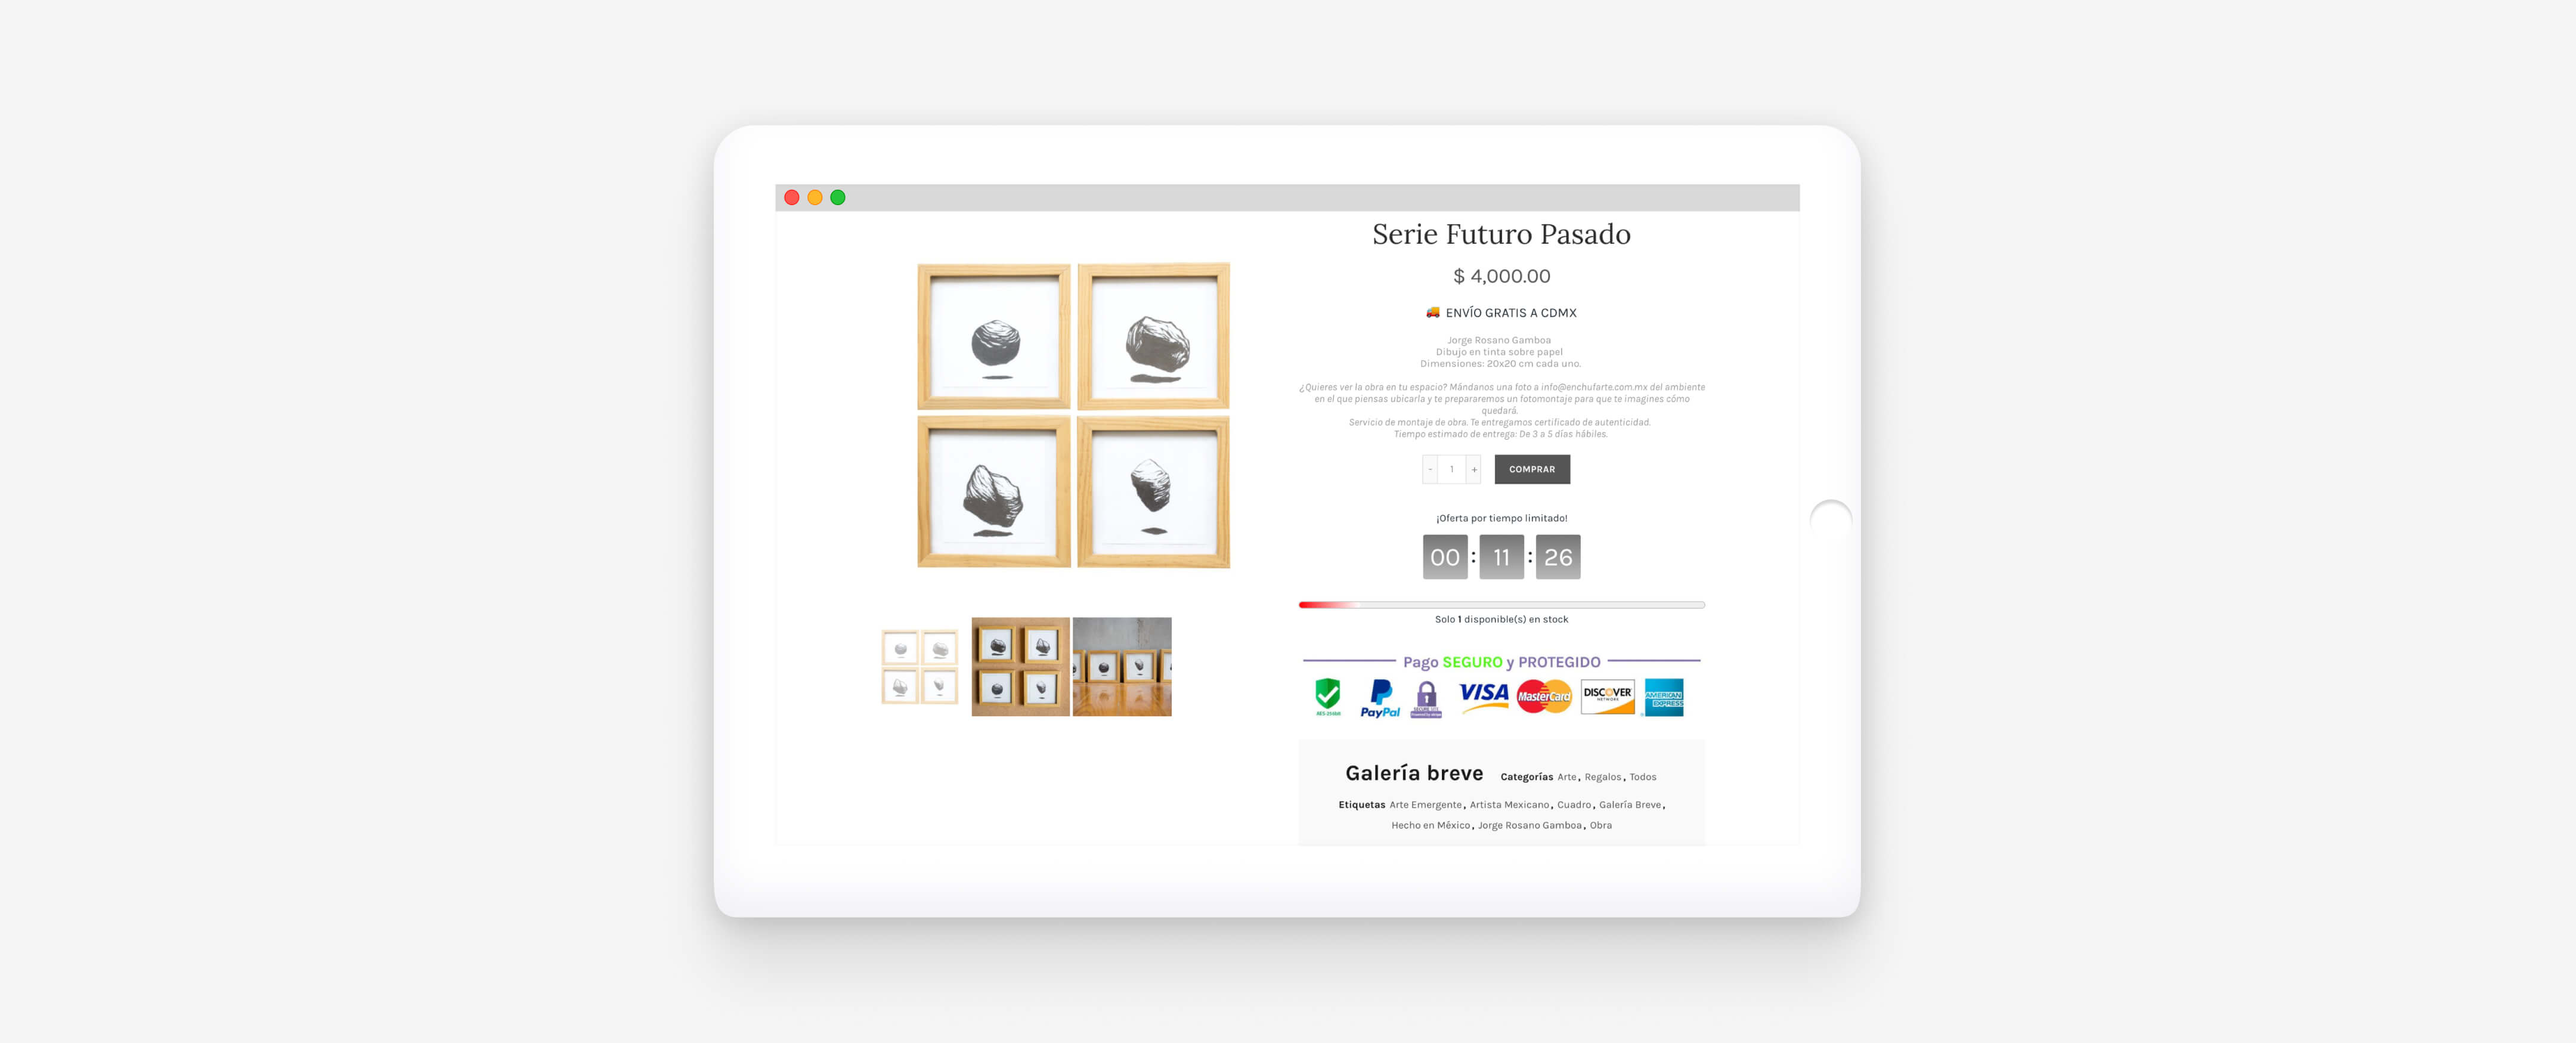 Serie Futuro Pasado
$ 4,000.00
ENVÍO GRATIS A CDMX
Jorge Rosano Gamboa
Dibujo en tinta sobre papel
Dimensiones: 20x20 cm cada uno.
¿Quieres ver la obra en tu espacio? Mándanos una foto a info@enchufarte.com.mx del ambiente
en el que piensas ubicarla y te prepararemos un fotomontaje para que te imagines cómo
quedará.
Servicio de montaje de obra. Te entregamos certificado de autenticidad.
Tiempo estimado de entrega: De 3 a 5 días hábiles.
- 1 + COMPRAR
¡Oferta por tiempo limitado!
00 : 11 : 26
Solo 1 disponible(s) en stock
Pago SEGURO y PROTEGIDO
PayPal VISA MasterCard DISCOVER NETWORK AMERICAN EXPRESS
Galería breve Categorías Arte, Regalos, Todos
Etiquetas Arte Emergente, Artista Mexicano, Cuadro, Galería Breve,
Hecho en México, Jorge Rosano Gamboa, Obra